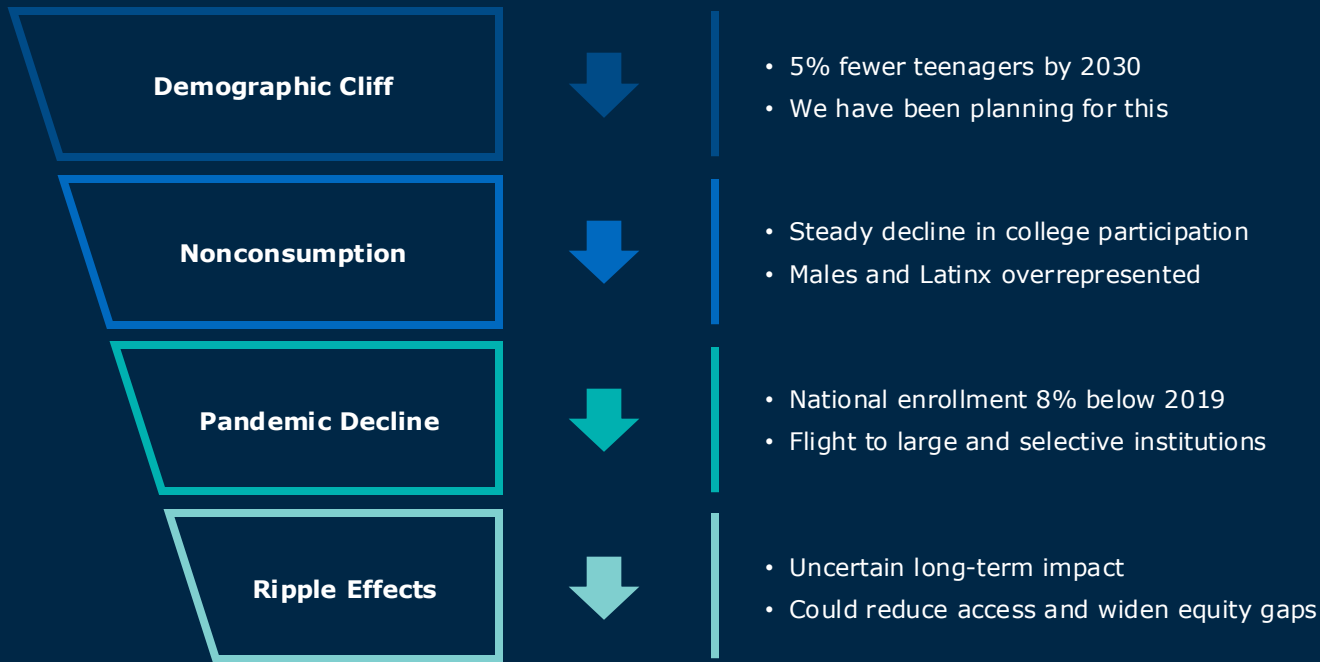 Demographic Cliff
• 5% fewer teenagers by 2030
• We have been planning for this
Nonconsumption
• Steady decline in college participation
• Males and Latinx overrepresented
Pandemic Decline
• National enrollment 8% below 2019
• Flight to large and selective institutions
Ripple Effects
• Uncertain long-term impact
• Could reduce access and widen equity gaps